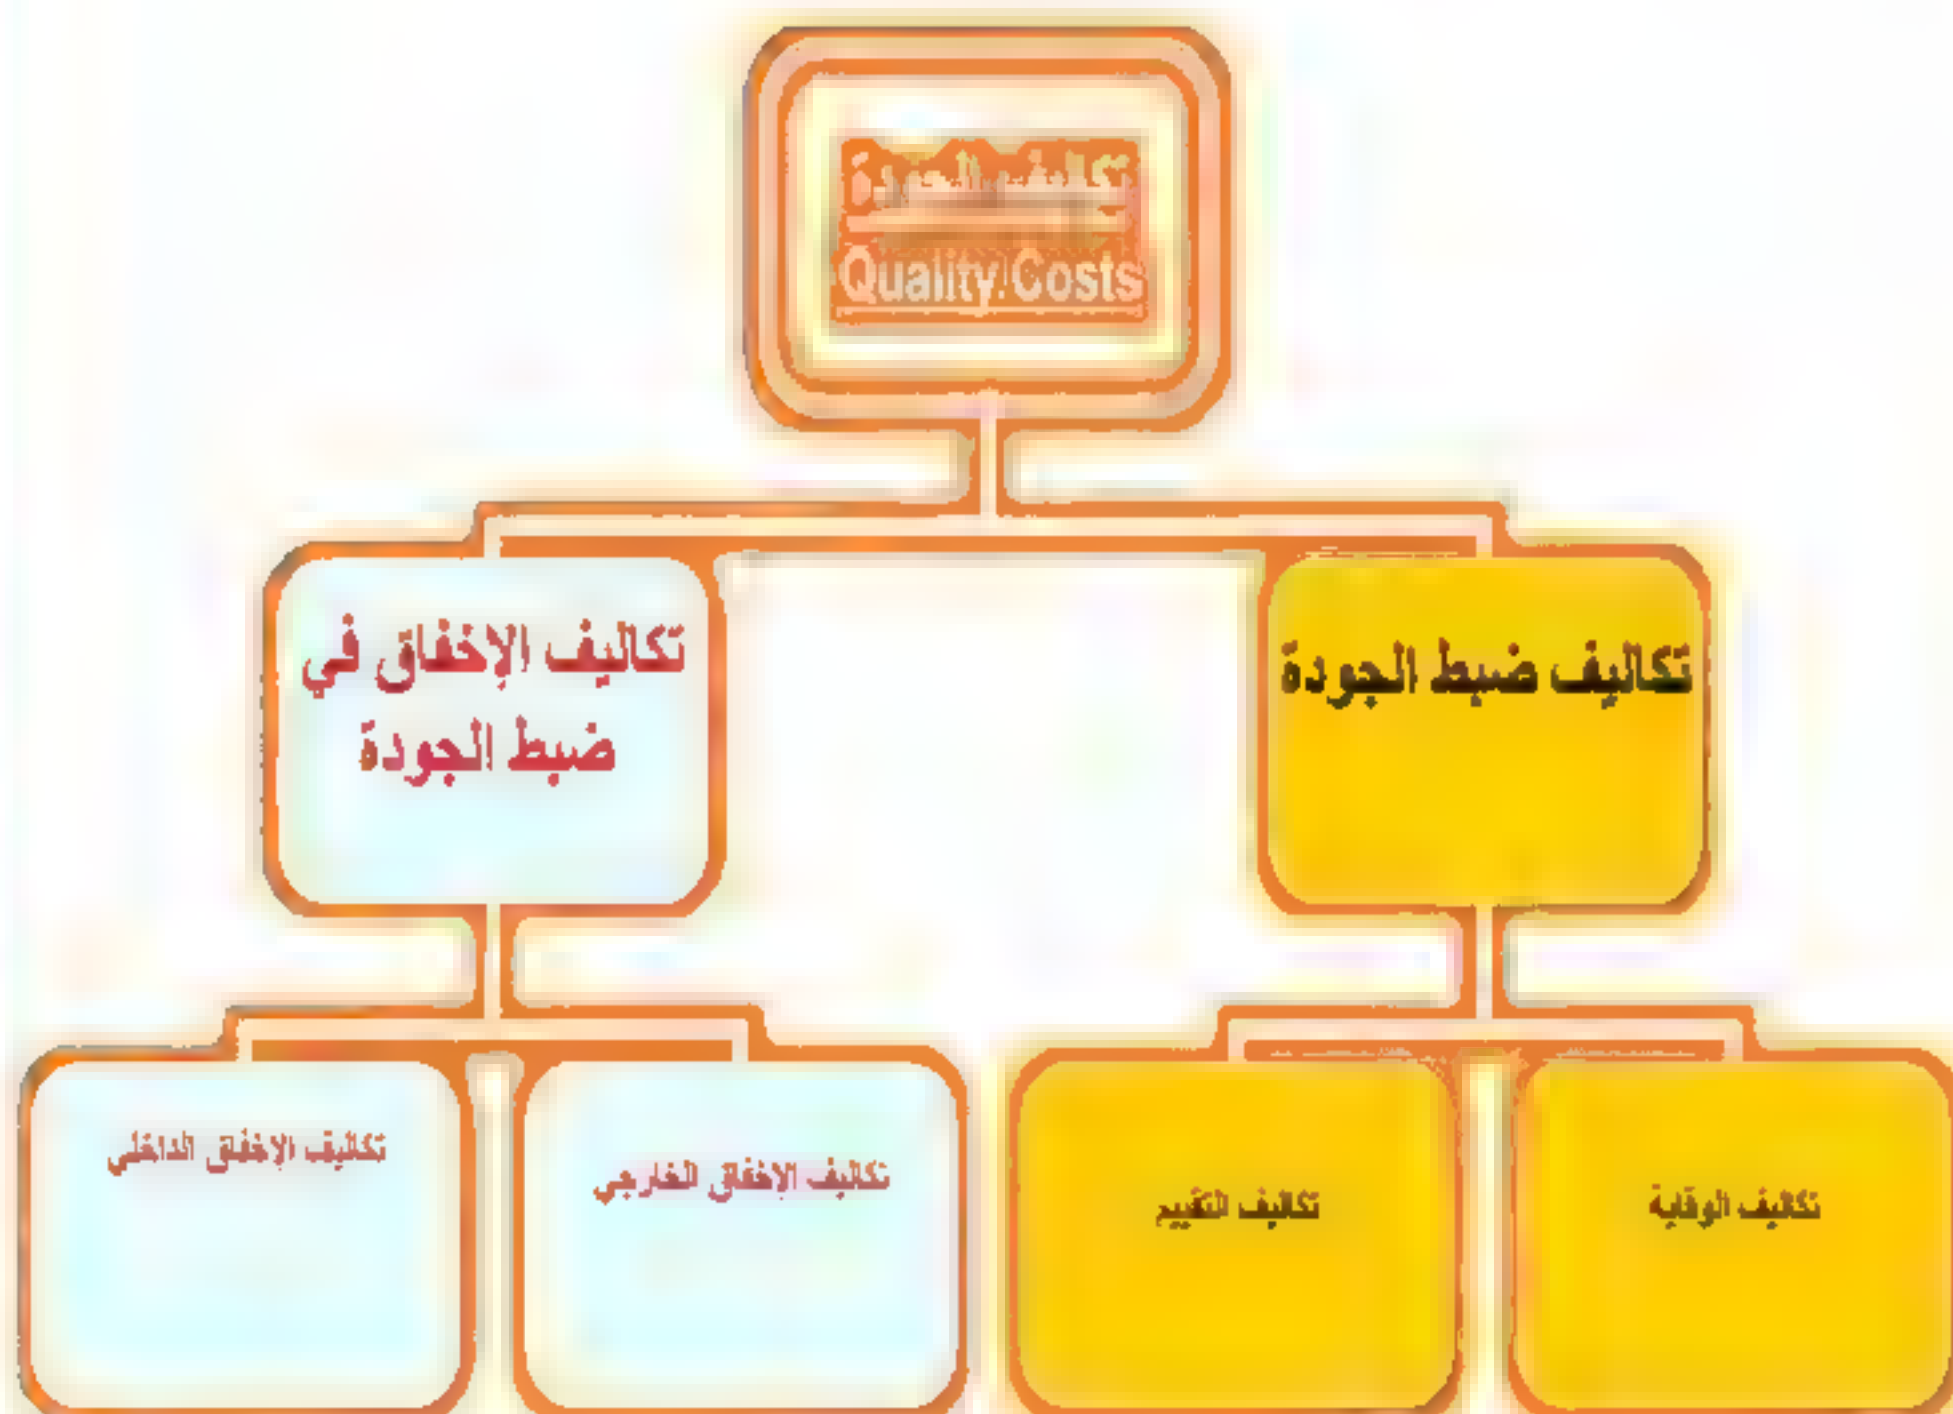 تكاليف الجودة
Quality Costs
تكاليف ضبط الجودة
تكاليف الإخفاق في
ضبط الجودة
تكاليف الوقاية
تكاليف التقييم
تكاليف الإخفاق الخارجي
تكاليف الإخفاق الداخلي